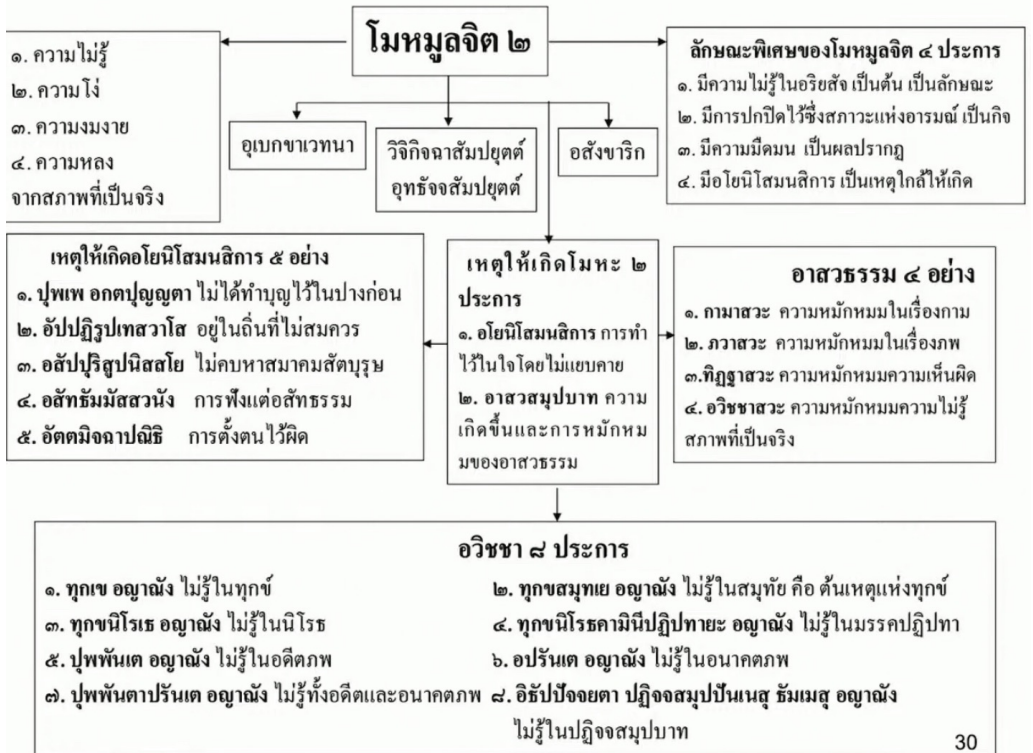 โมหมูลจิต ๒
๑. ความไม่รู้
๒. ความโง่
๓. ความงมงาย
๔. ความหลง
จากสภาพที่เป็นจริง
อุเบกขาเวทนา
วิจิกิจฉาสัมปยุตต์
อุทธัจจสัมปยุตต์
อสังขาริก
ลักษณะพิเศษของโมหมูลจิต ๔ ประการ
๑. มีความไม่รู้ในอริยสัจ เป็นต้น เป็นลักษณะ
๒. มีการปกปิดไว้ซึ่งสภาวะแห่งอารมณ์ เป็นกิจ
๓. มีความมืดมน เป็นผลปรากฏ
๔. มีอโยนิโสมนสิการ เป็นเหตุใกล้ให้เกิด
เหตุให้เกิดอโยนิโสมนสิการ ๕ อย่าง
๑. ปุพเพ อกตปุญญตา ไม่ได้ทำบุญไว้ในปางก่อน
๒. อัปปฏิรูปเทสวาโส อยู่ในถิ่นที่ไม่สมควร
๓. อสัปปุริสูปนิสสโย ไม่คบหาสมาคมสัตบุรุษ
๔. อสัทธัมมัสสวนัง การฟังแต่อสัทธรรม
๕. อัตตมิจฉาปณิธิ การตั้งตนไว้ผิด
เหตุให้เกิดโมหะ ๒
ประการ
๑. อโยนิโสมนสิการ การทำ
ไว้ในใจโดยไม่แยบคาย
๒. อาสวสมุปบาท ความ
เกิดขึ้นและการหมักหม
มของอาสวธรรม
อาสวธรรม ๔ อย่าง
๑. กามาสวะ ความหมักหมมในเรื่องกาม
๒. ภวาสวะ ความหมักหมมในเรื่องภพ
๓.ทิฏฐาสวะ ความหมักหมมความเห็นผิด
๔. อวิชชาสวะ ความหมักหมมความไม่รู้
สภาพที่เป็นจริง
อวิชชา ๘ ประการ
๑. ทุกเข อญาณัง ไม่รู้ในทุกข์
๒. ทุกขสมุทเย อญาณัง ไม่รู้ในสมุทัย คือ ต้นเหตุแห่งทุกข์
๓. ทุกขนิโรเธ อญาณัง ไม่รู้ในนิโรธ
๔. ทุกขนิโรธคามินีปฏิปทายะ อญาณัง ไม่รู้ในมรรคปฏิปทา
๕. ปุพพันเต อญาณัง ไม่รู้ในอดีตภพ
๖. อปรันเต อญาณัง ไม่รู้ในอนาคตภพ
๗. ปุพพันตาปรันเต อญาณัง ไม่รู้ทั้งอดีตและอนาคตภพ
๘. อิธัปปัจจยตา ปฏิจจสมุปปันเนสุ ธัมเมสุ อญาณัง
ไม่รู้ในปฏิจจสมุปบาท
30